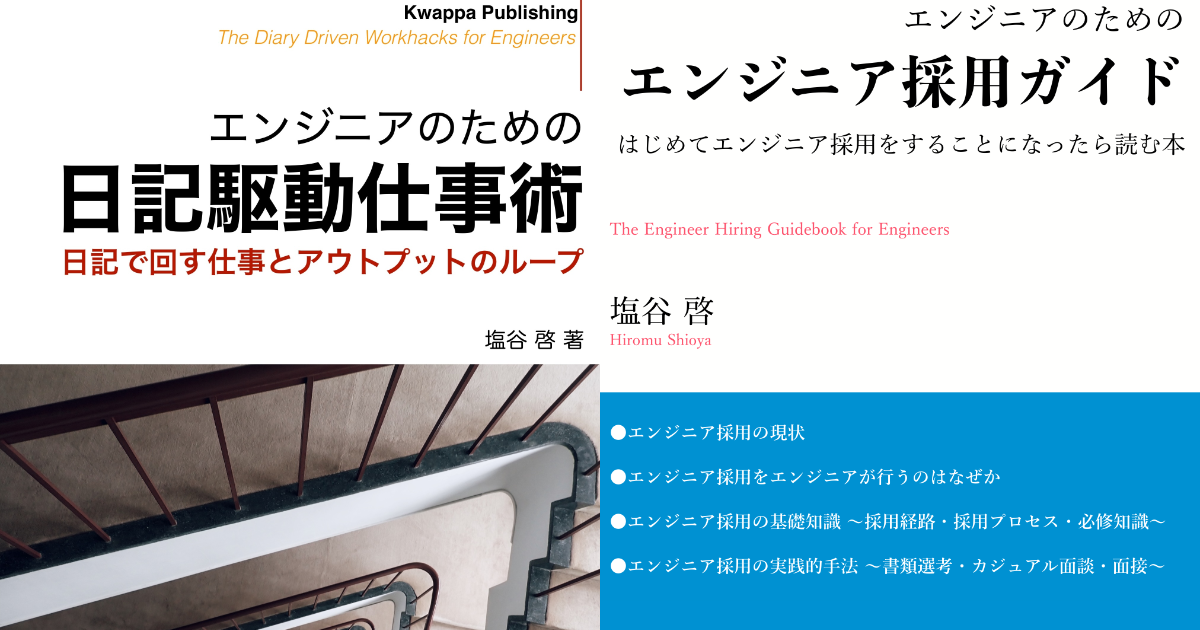 Kwappa Publishing
The Diary Driven Workhacks for Engineers
エンジニアのための
日記駆動仕事術
日記で回す仕事とアウトプットのループ
塩谷 啓 著
エンジニアのための
エンジニア採用ガイド
はじめてエンジニア採用をすることになったら読む本
The Engineer Hiring Guidebook for Engineers
塩谷 啓
Hiromu Shioya
●エンジニア採用の現状
●エンジニア採用をエンジニアが行うのはなぜか
●エンジニア採用の基礎知識 〜採用経路・採用プロセス・必修知識〜
●エンジニア採用の実践的手法 〜書類選考・カジュアル面談・面接〜